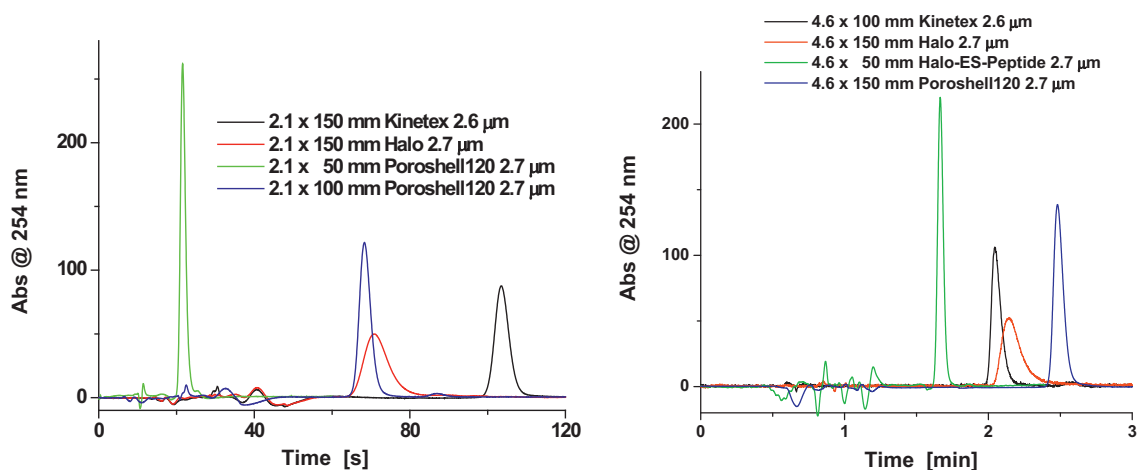 200
100
0
Abs @ 254 nm
2.1 x 150 mm Kinetex 2.6 μm
2.1 x 150 mm Halo 2.7 μm
2.1 x 50 mm Poroshell120 2.7 μm
2.1 x 100 mm Poroshell120 2.7 μm
0
20
40
60
80
100
120
Time [s]
4.6 x 100 mm Kinetex 2.6 μm
4.6 x 150 mm Halo 2.7 μm
4.6 x 50 mm Halo-ES-Peptide 2.7 μm
4.6 x 150 mm Poroshell120 2.7 μm
200
100
0
Abs @ 254 nm
0
1
2
3
Time [min]